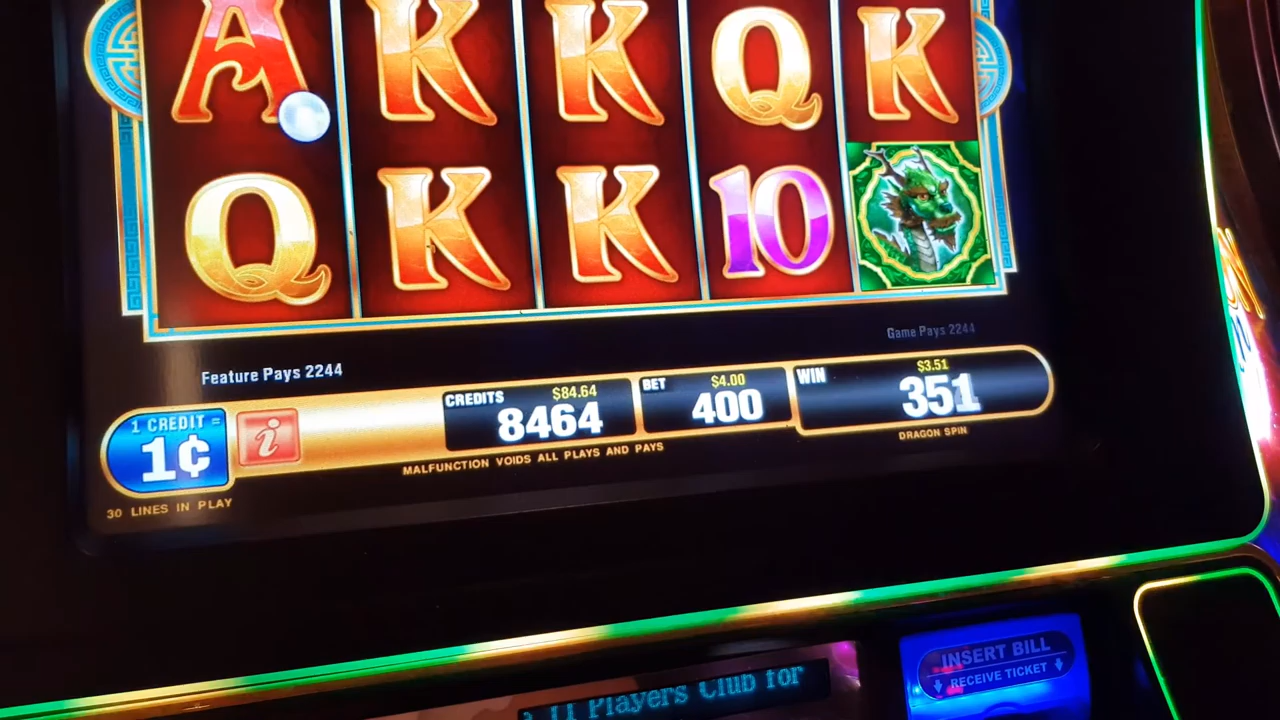 A K K Q K
Q K K 10
Game Pays 2244
Feature Pays 2244
1 CREDIT =
1¢
i
CREDITS
$84.64
8464
BET
$4.00
400
WIN
$3.51
351
DRAGON SPIN
MALFUNCTION VOIDS ALL PLAYS AND PAYS
30 LINES IN PLAY
INSERT BILL
RECEIVE TICKET
Players Club for